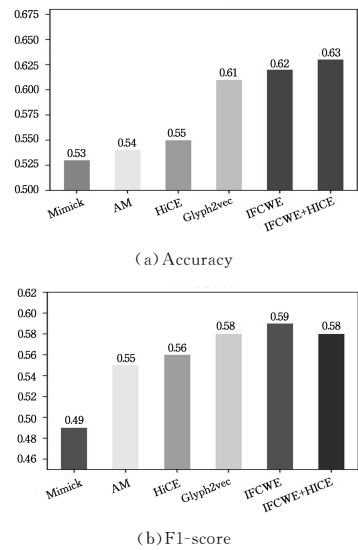 0.675
0.650
0.625
0.600
0.575
0.550
0.525
0.500
0.53
0.54
0.55
0.61
0.62
0.63
Mimick
AM
HiCE
Glyph2vec
IFCWE
IFCWE+HICE
(a)Accuracy
0.62
0.60
0.58
0.56
0.54
0.52
0.50
0.48
0.46
0.49
0.55
0.56
0.58
0.59
0.58
Mimick
AM
HiCE
Glyph2vec
IFCWE
IFCWE+HICE
(b)F1-score